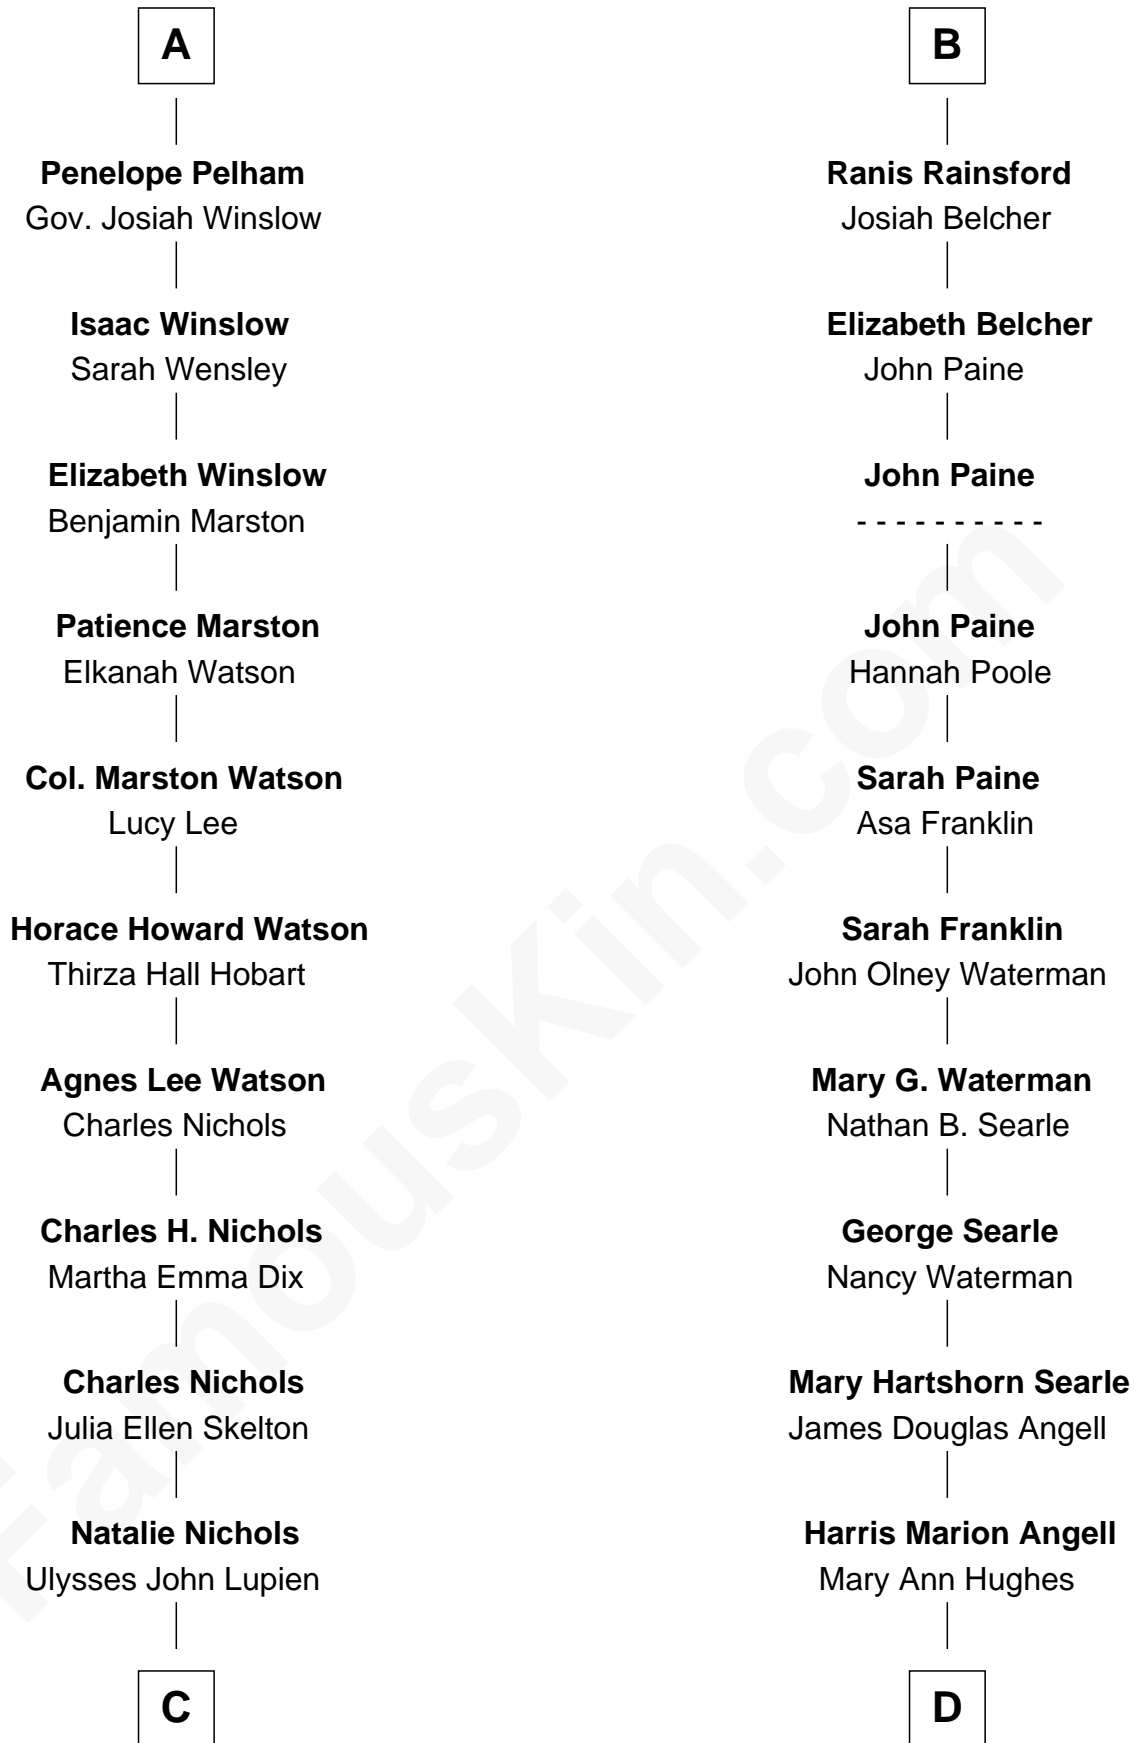 A
Penelope Pelham
Gov. Josiah Winslow
Isaac Winslow
Sarah Wensley
Elizabeth Winslow
Benjamin Marston
Patience Marston
Elkanah Watson
Col. Marston Watson
Lucy Lee
Horace Howard Watson
Thirza Hall Hobart
Agnes Lee Watson
Charles Nichols
Charles H. Nichols
Martha Emma Dix
Charles Nichols
Julia Ellen Skelton
Natalie Nichols
Ulysses John Lupien
C
B
Ranis Rainsford
Josiah Belcher
Elizabeth Belcher
John Paine
John Paine
- - - - - - - - - -
John Paine
Hannah Poole
Sarah Paine
Asa Franklin
Sarah Franklin
John Olney Waterman
Mary G. Waterman
Nathan B. Searle
George Searle
Nancy Waterman
Mary Hartshorn Searle
James Douglas Angell
Harris Marion Angell
Mary Ann Hughes
D
FamousKin.com